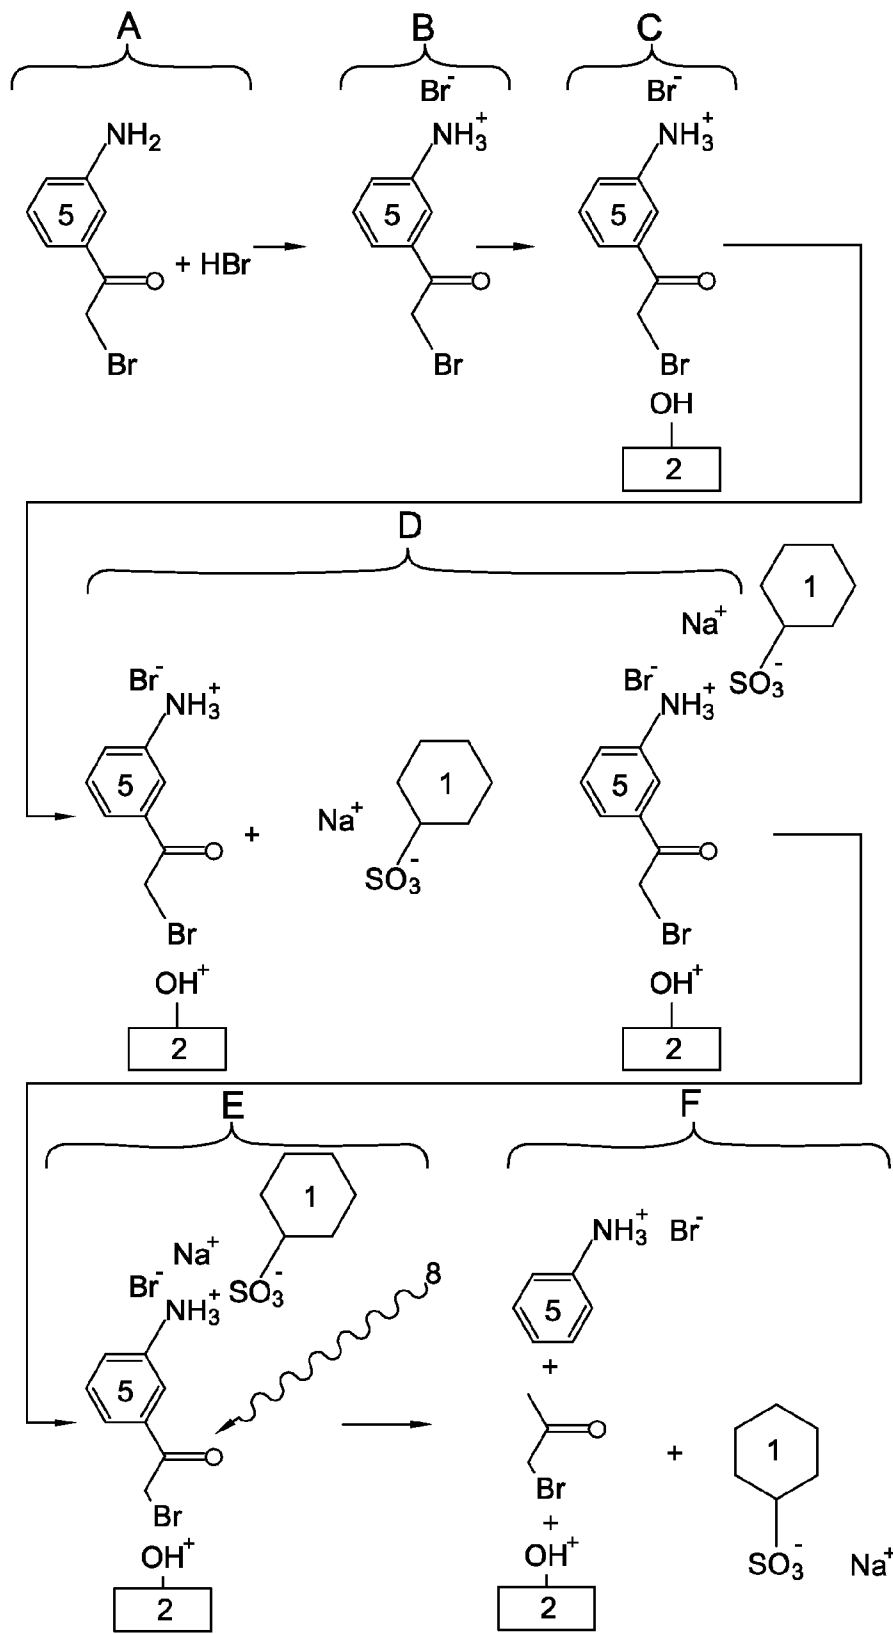 A
B
C
Br⁻
Br⁻
NH₂
NH₃⁺
NH₃⁺
5
5
5
+ HBr
O
O
O
Br
Br
Br
OH
2
D
1
Na⁺
SO₃⁻
Br⁻
Br⁻
NH₃⁺
NH₃⁺
5
1
5
+
Na⁺
O
O
SO₃⁻
Br
Br
OH⁺
OH⁺
2
2
E
F
1
Na⁺
NH₃⁺ Br⁻
Br⁻
SO₃⁻
8
NH₃⁺
5
+
5
O
O
+
1
Br
Br
+
OH⁺
OH⁺
SO₃⁻ Na⁺
2
2